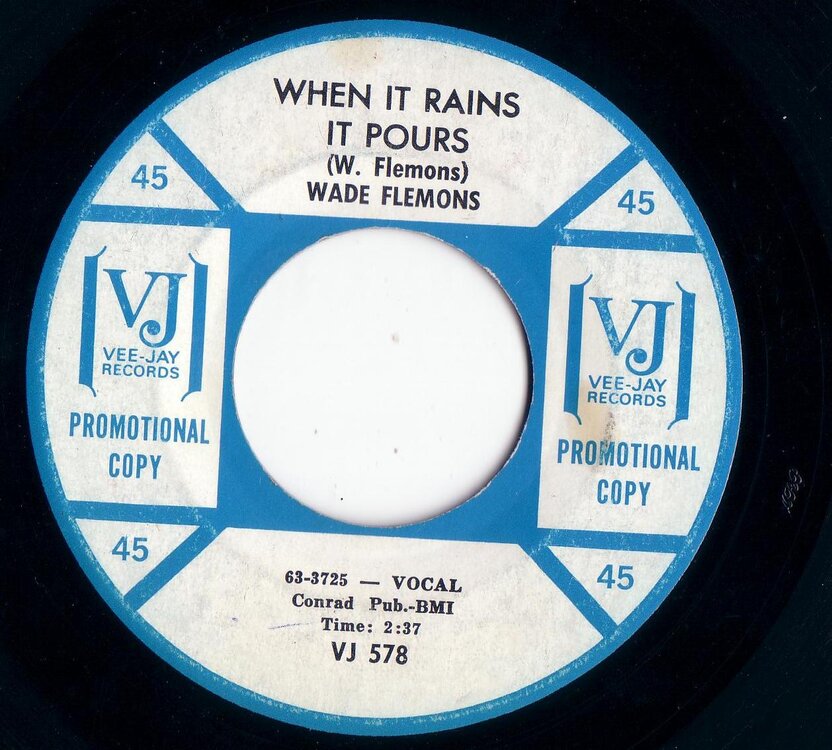 WHEN IT RAINS
IT POURS
(W. Flemons)
WADE FLEMONS
45
45
VJ
VEE-JAY
RECORDS
PROMOTIONAL
COPY
VJ
VEE-JAY
RECORDS
PROMOTIONAL
COPY
45
45
63-3725 — VOCAL
Conrad Pub.-BMI
Time: 2:37
VJ 578